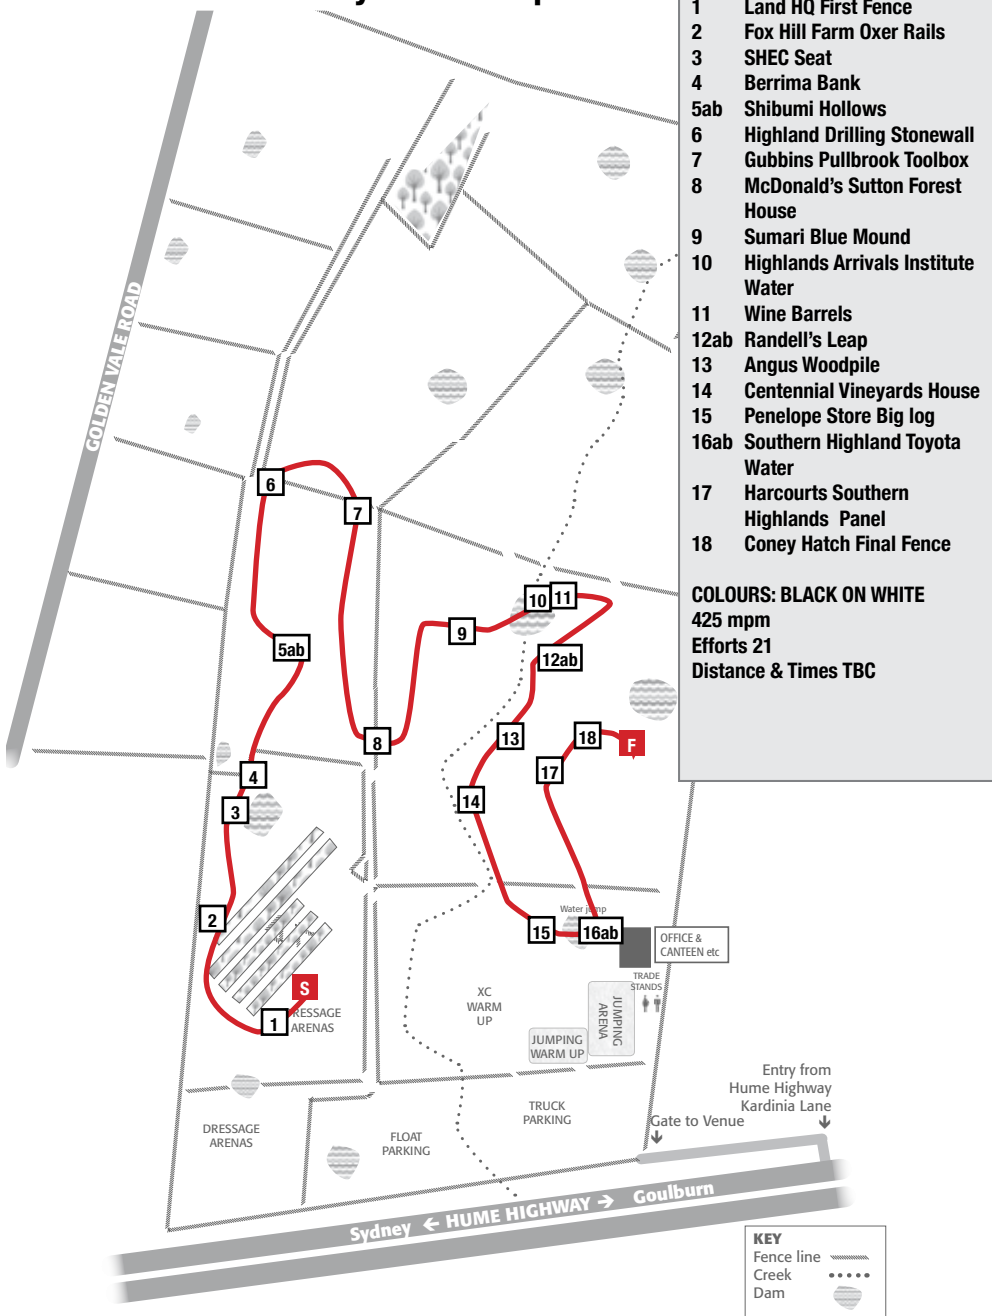 1 Land HQ First Fence
2 Fox Hill Farm Oxer Rails
3 SHEC Seat
4 Berrima Bank
5ab Shibumi Hollows
6 Highland Drilling Stonewall
7 Gubbins Pullbrook Toolbox
8 McDonald's Sutton Forest
House
9 Sumari Blue Mound
10 Highlands Arrivals Institute
Water
11 Wine Barrels
12ab Randell's Leap
13 Angus Woodpile
14 Centennial Vineyards House
15 Penelope Store Big log
16ab Southern Highland Toyota
Water
17 Harcourts Southern
Highlands Panel
18 Coney Hatch Final Fence
COLOURS: BLACK ON WHITE
425 mpm
Efforts 21
Distance & Times TBC
GOLDEN VALE ROAD
6
7
10
11
9
5ab
12ab
8
13
18
F
17
4
14
3
2
Water jump
15
16ab
OFFICE &
CANTEEN etc
TRADE
STANDS
S
1
RESSAGE
ARENAS
XC
WARM
UP
JUMPING
ARENA
JUMPING
WARM UP
Entry from
Hume Highway
Kardinia Lane
Gate to Venue
TRUCK
PARKING
DRESSAGE
ARENAS
FLOAT
PARKING
Sydney ← HUME HIGHWAY → Goulburn
KEY
Fence line
Creek
Dam